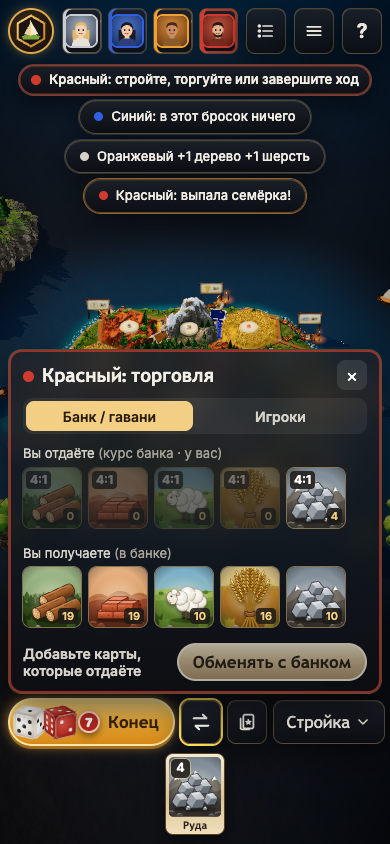 ?
Красный: стройте, торгуйте или завершите ход
Синий: в этот бросок ничего
Оранжевый +1 дерево +1 шерсть
Красный: выпала семёрка!
Красный: торговля
×
Банк / гавани
Игроки
Вы отдаёте (курс банка · у вас)
4:1 4:1 4:1 4:1 4:1
0 0 0 0 4
Вы получаете (в банке)
19 19 10 16 10
Добавьте карты,
которые отдаёте
Обменять с банком
7 Конец
Стройка
4
Руда